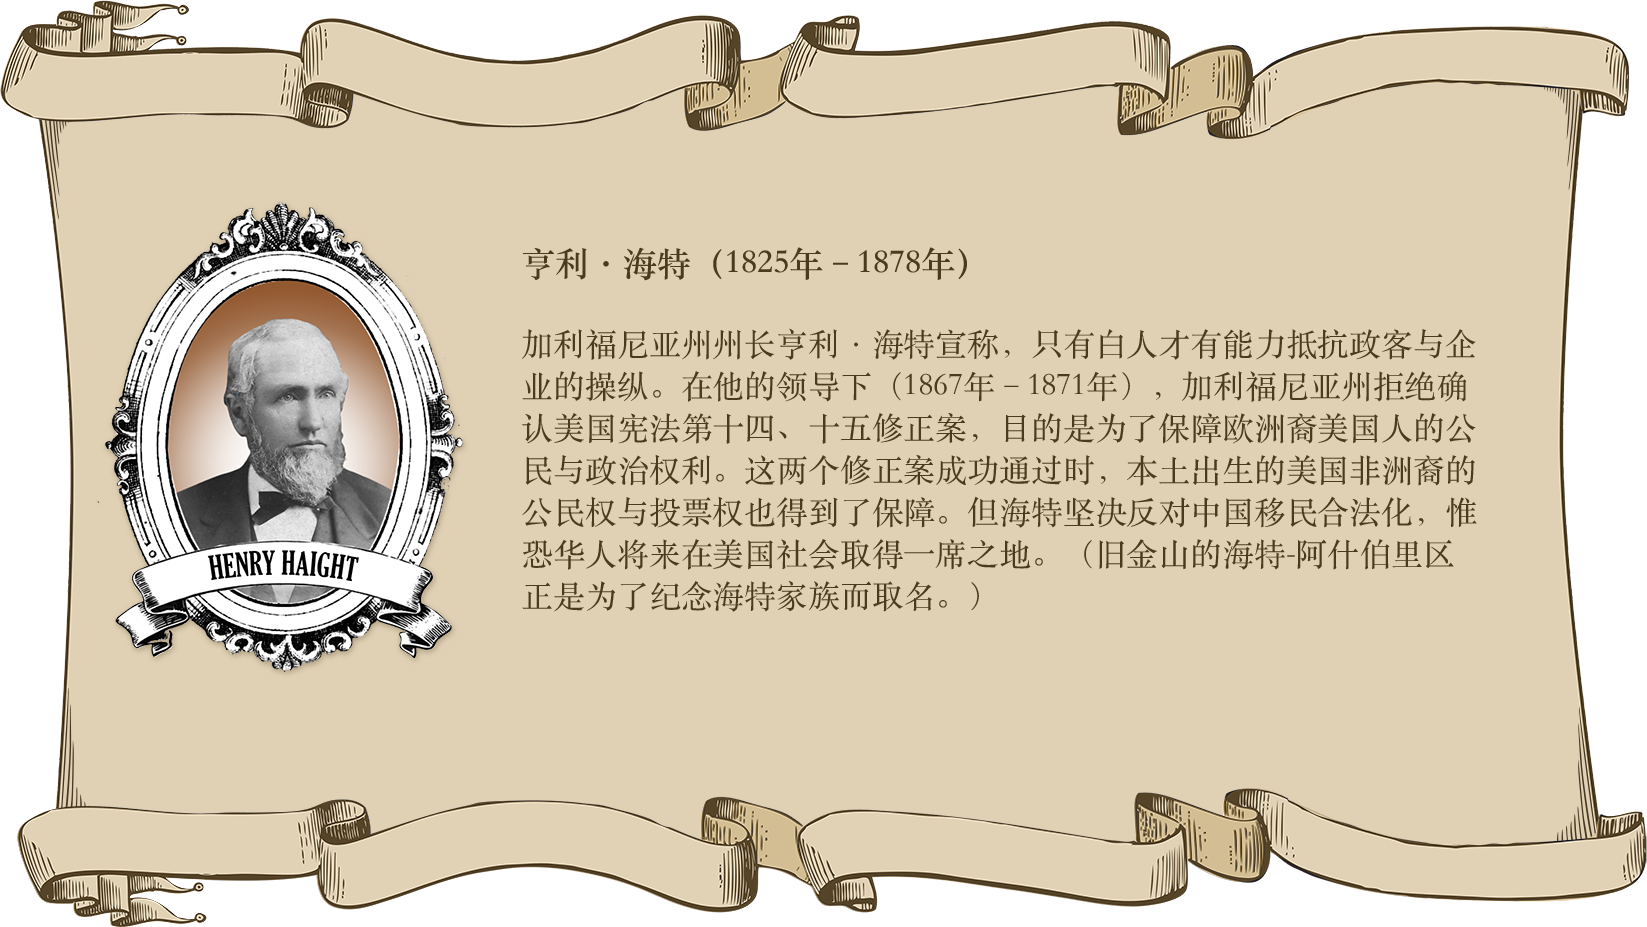 亨利·海特（1825年–1878年）
加利福尼亚州州长亨利·海特宣称，只有白人才有能力抵抗政客与企
业的操纵。在他的领导下（1867年–1871年），加利福尼亚州拒绝确
认美国宪法第十四、十五修正案，目的是为了保障欧洲裔美国人的公
民与政治权利。这两个修正案成功通过时，本土出生的美国非洲裔的
公民权与投票权也得到了保障。但海特坚决反对中国移民合法化，惟
恐华人将来在美国社会取得一席之地。（旧金山的海特-阿什伯里区
正是为了纪念海特家族而取名。）
HENRY HAIGHT